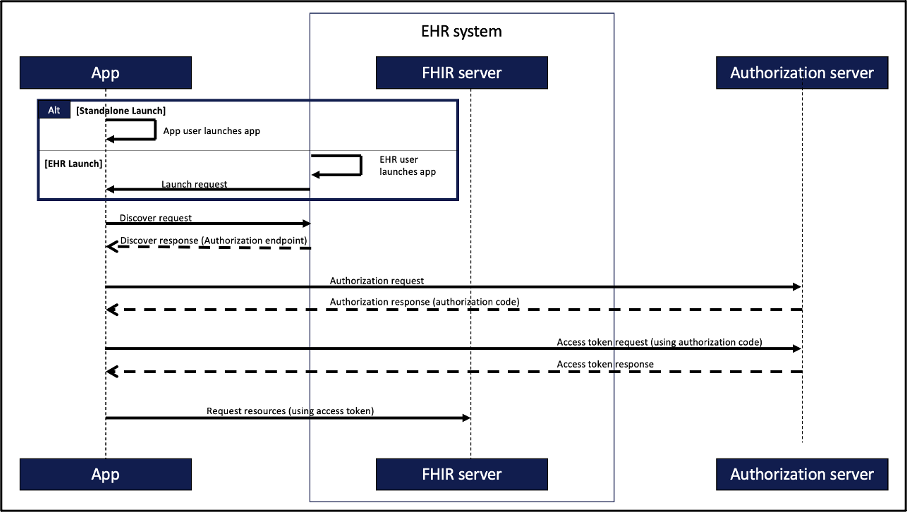 EHR system
App
FHIR server
Authorization server
Alt
[Standalone Launch]
App user launches app
[EHR Launch]
EHR user
launches app
Launch request
Discover request
Discover response (Authorization endpoint)
Authorization request
Authorization response (authorization code)
Access token request (using authorization code)
Access token response
Request resources (using access token)
App
FHIR server
Authorization server